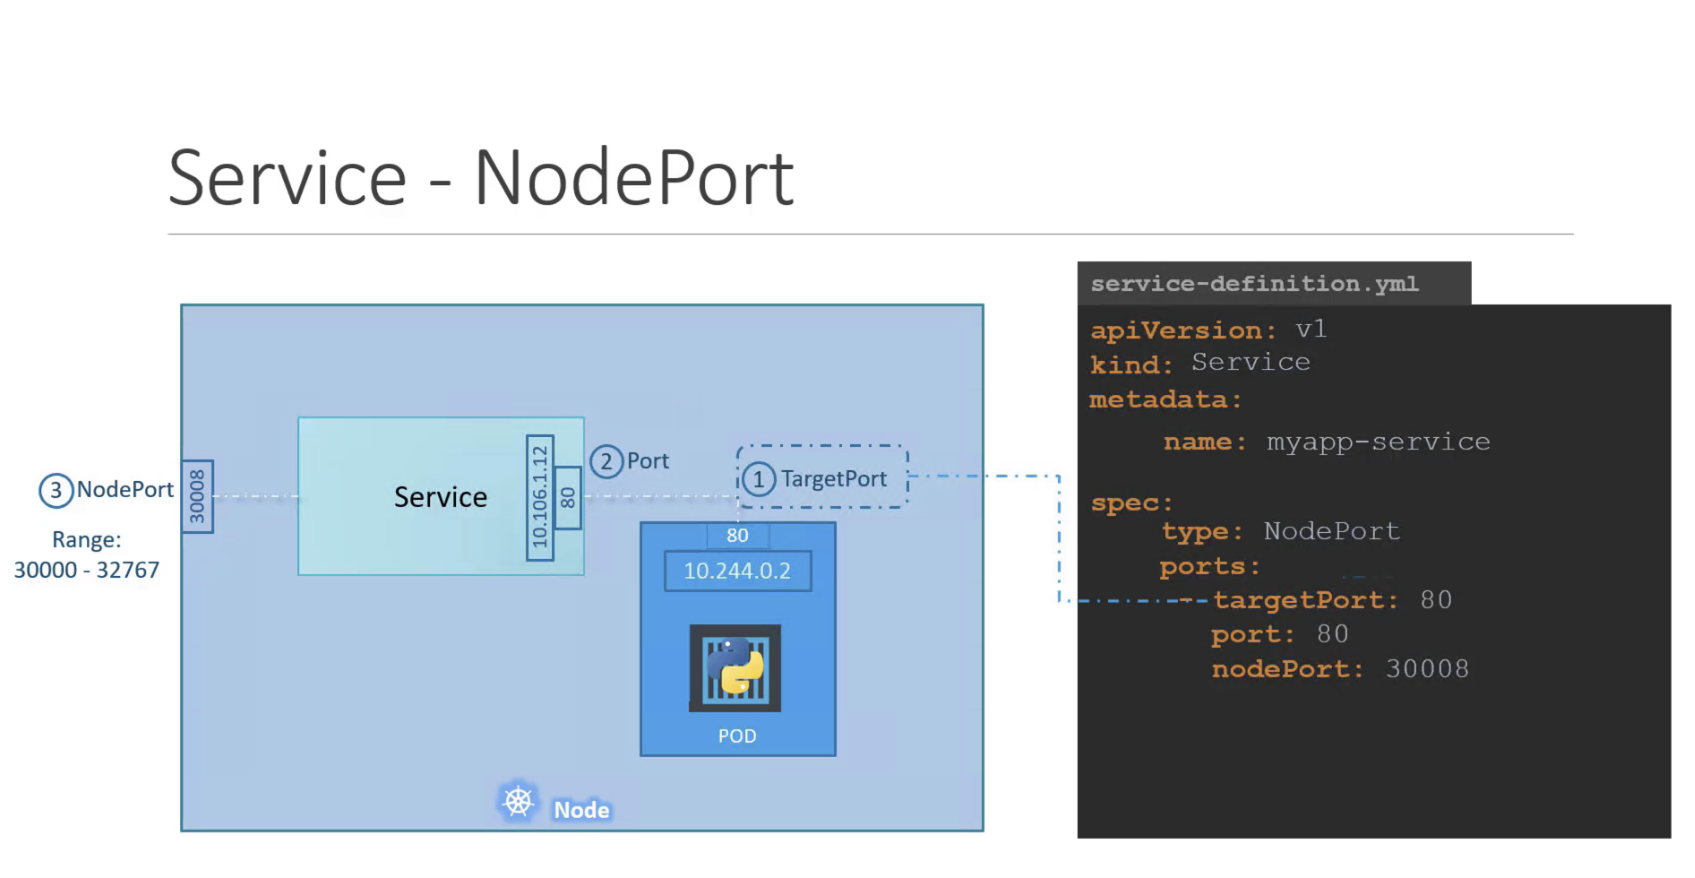 Service - NodePort
3 NodePort
Range:
30000 - 32767
30008
Service
10.106.1.12
80
2 Port
1 TargetPort
80
10.244.0.2
POD
Node
service-definition.yml
apiVersion: v1
kind: Service
metadata:
name: myapp-service
spec:
type: NodePort
ports:
- targetPort: 80
port: 80
nodePort: 30008